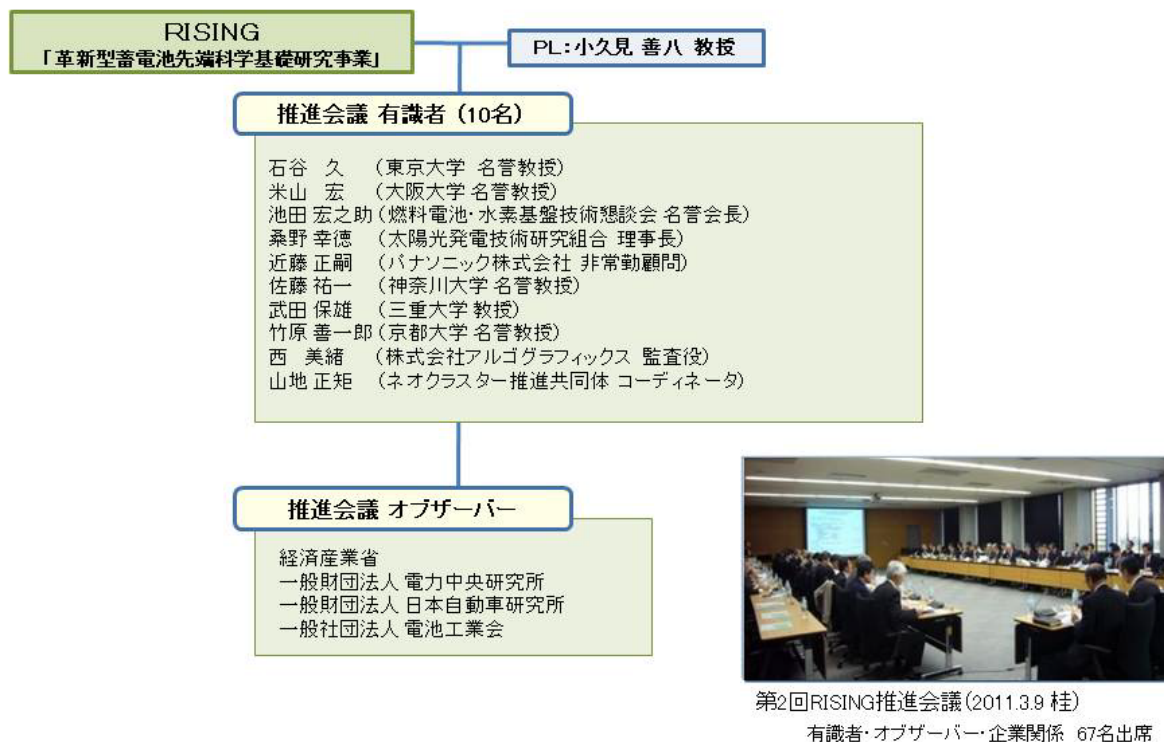 RISING
「革新型蓄電池先端科学基礎研究事業」
PL：小久見 善八 教授
推進会議 有識者（10名）
石谷 久 （東京大学 名誉教授）
米山 宏 （大阪大学 名誉教授）
池田 宏之助（燃料電池・水素基盤技術懇談会 名誉会長）
桑野 幸徳 （太陽光発電技術研究組合 理事長）
近藤 正嗣 （パナソニック株式会社 非常勤顧問）
佐藤 祐一 （神奈川大学 名誉教授）
武田 保雄 （三重大学 教授）
竹原 善一郎（京都大学 名誉教授）
西 美緒 （株式会社アルゴグラフィックス 監査役）
山地 正矩 （ネオクラスター推進共同体 コーディネータ）
推進会議 オブザーバー
経済産業省
一般財団法人 電力中央研究所
一般財団法人 日本自動車研究所
一般社団法人 電池工業会
第2回RISING推進会議（2011.3.9 桂）
有識者・オブザーバー・企業関係 67名出席